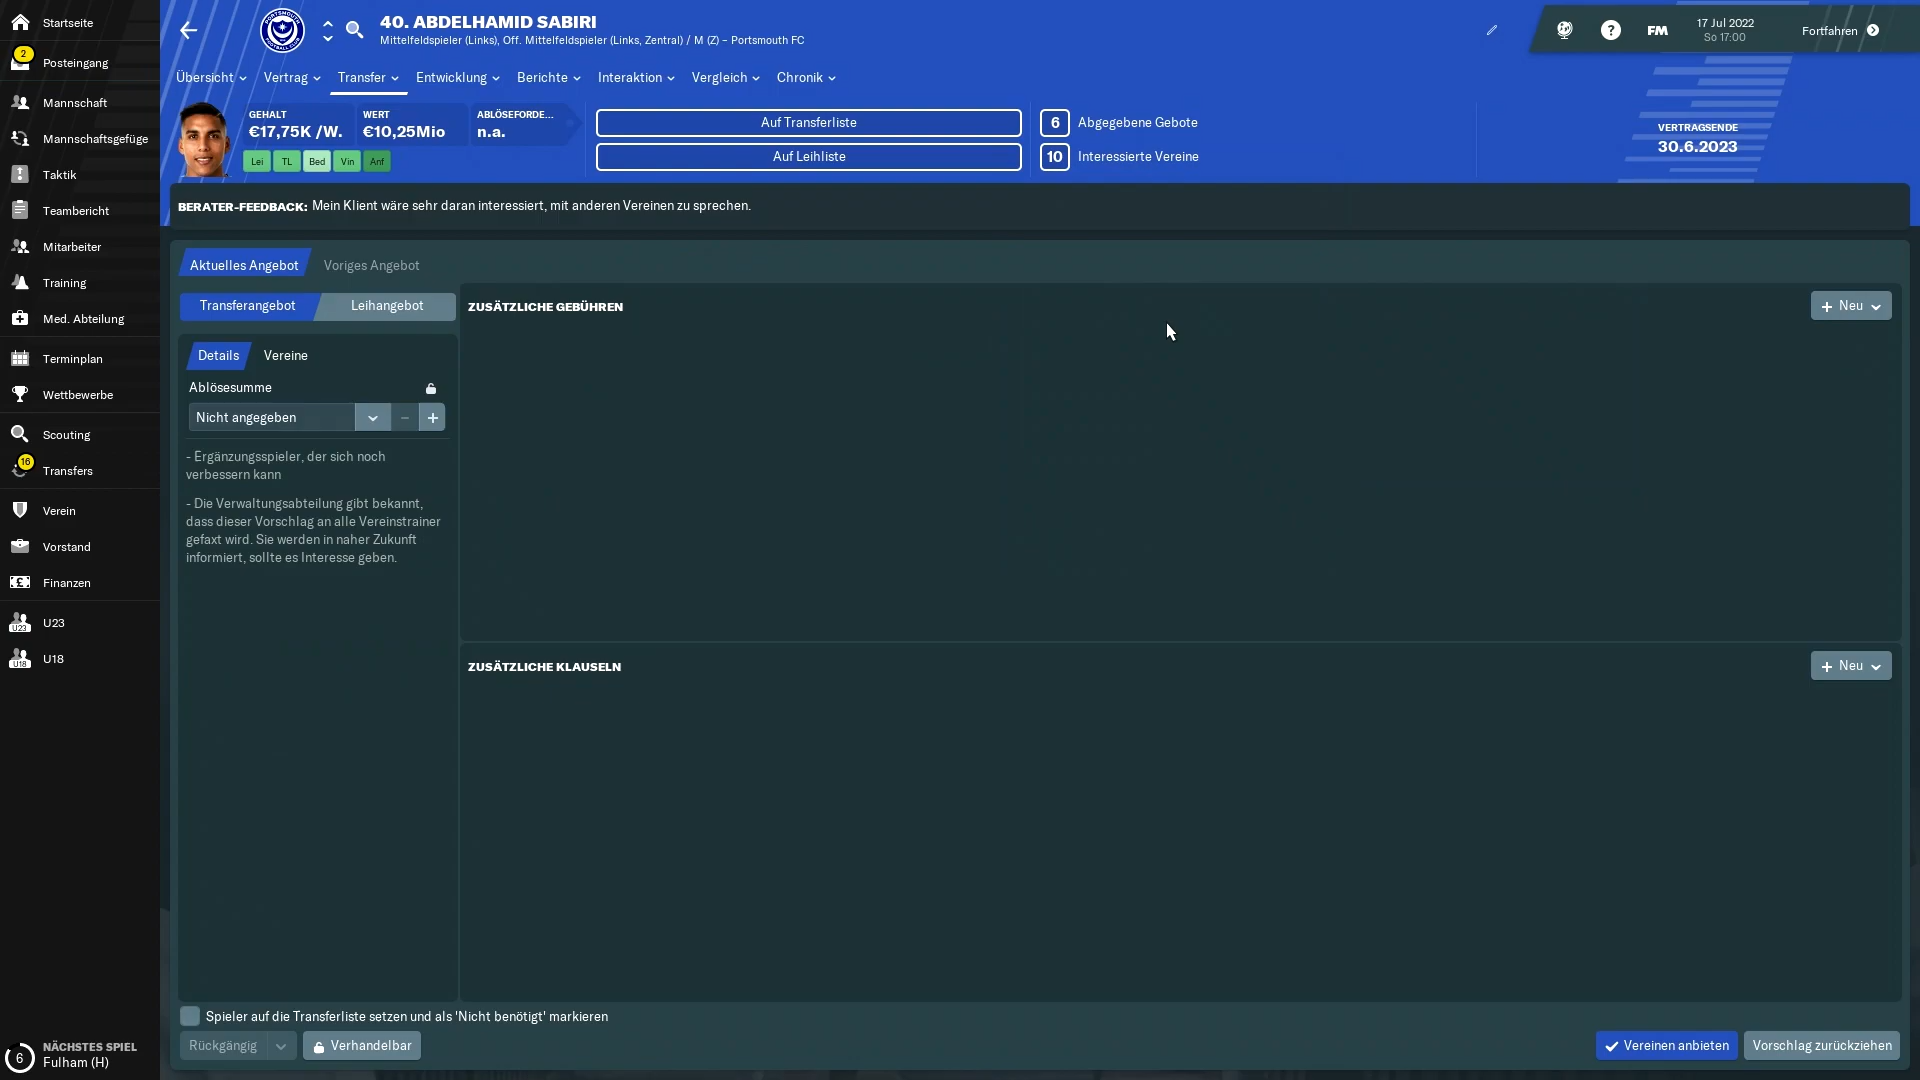 Startseite
2
Posteingang
Mannschaft
Mannschaftsgefüge
Taktik
Teambericht
Mitarbeiter
Training
Med. Abteilung
Terminplan
Wettbewerbe
Scouting
16
Transfers
Verein
Vorstand
Finanzen
U23
U23
U18
U18
6
NÄCHSTES SPIEL
Fulham (H)
PORTSMOUTH
40. ABDELHAMID SABIRI
Mittelfeldspieler (Links), Off. Mittelfeldspieler (Links, Zentral) / M (Z) – Portsmouth FC
FM
17 Jul 2022
So 17:00
Fortfahren
Übersicht
Vertrag
Transfer
Entwicklung
Berichte
Interaktion
Vergleich
Chronik
GEHALT
€17,75K /W.
WERT
€10,25Mio
ABLÖSEFORDE...
n.a.
Lei
TL
Bed
Vin
Anf
Auf Transferliste
Auf Leihliste
6 Abgegebene Gebote
10 Interessierte Vereine
VERTRAGSENDE
30.6.2023
BERATER-FEEDBACK: Mein Klient wäre sehr daran interessiert, mit anderen Vereinen zu sprechen.
Aktuelles Angebot
Voriges Angebot
Transferangebot
Leihangebot
Details
Vereine
Ablösesumme
Nicht angegeben
- Ergänzungsspieler, der sich noch
verbessern kann
- Die Verwaltungsabteilung gibt bekannt,
dass dieser Vorschlag an alle Vereinstrainer
gefaxt wird. Sie werden in naher Zukunft
informiert, sollte es Interesse geben.
ZUSÄTZLICHE GEBÜHREN
+ Neu
ZUSÄTZLICHE KLAUSELN
+ Neu
Spieler auf die Transferliste setzen und als 'Nicht benötigt' markieren
Rückgängig
Verhandelbar
Vereinen anbieten
Vorschlag zurückziehen